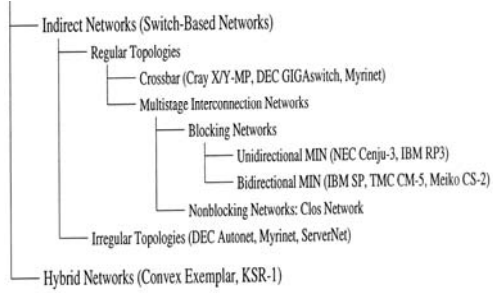 Indirect Networks (Switch-Based Networks)
Regular Topologies
Crossbar (Cray X/Y-MP, DEC GIGAswitch, Myrinet)
Multistage Interconnection Networks
Blocking Networks
Unidirectional MIN (NEC Cenju-3, IBM RP3)
Bidirectional MIN (IBM SP, TMC CM-5, Meiko CS-2)
Nonblocking Networks: Clos Network
Irregular Topologies (DEC Autonet, Myrinet, ServerNet)
Hybrid Networks (Convex Exemplar, KSR-1)